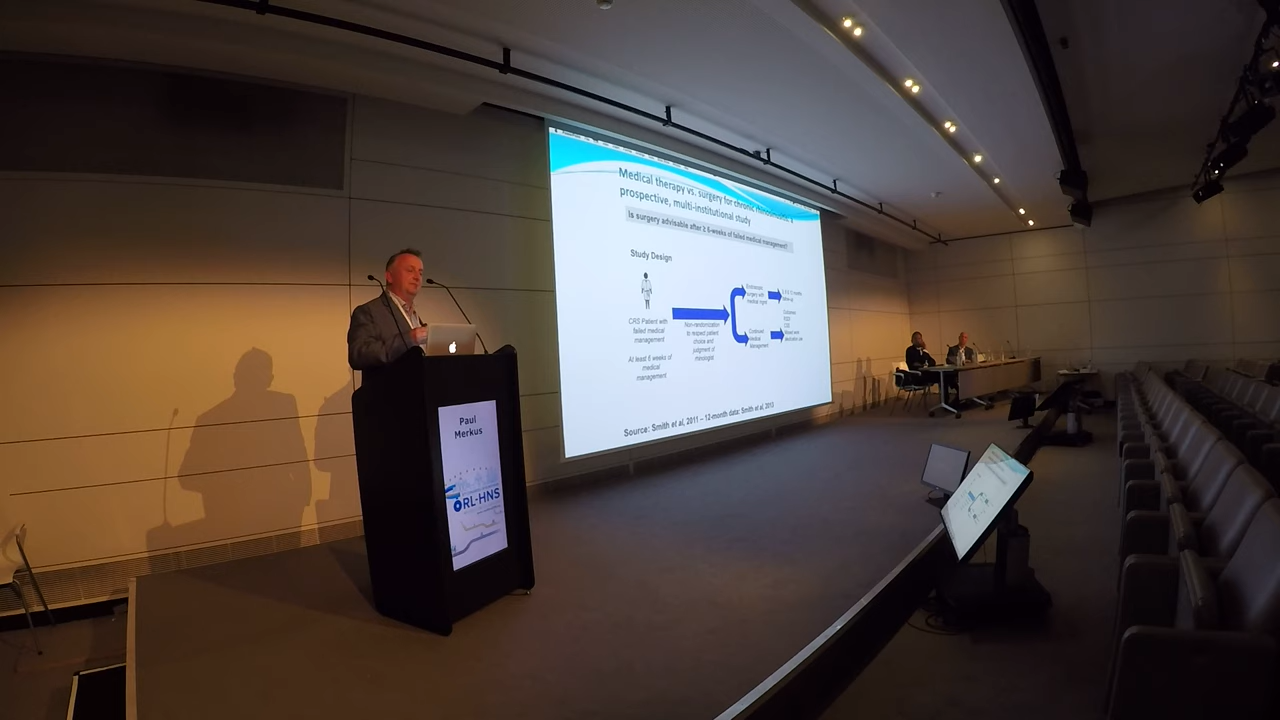 Medical therapy vs. surgery for chronic rhinosinusitis: a
prospective, multi-institutional study
Is surgery advisable after ≥ 6-weeks of failed medical management?
Study Design
CRS Patient with
failed medical
management
At least 6 weeks of
medical
management
Non-randomization
to respect patient
choice and
judgment of
rhinologist
Endoscopic
surgery with
medical mgmt
Continued
Medical
Management
follow-up
Outcomes:
Source: Smith et al, 2011 – 12-month data: Smith et al, 2013
Paul
Merkus
ORL-HNS